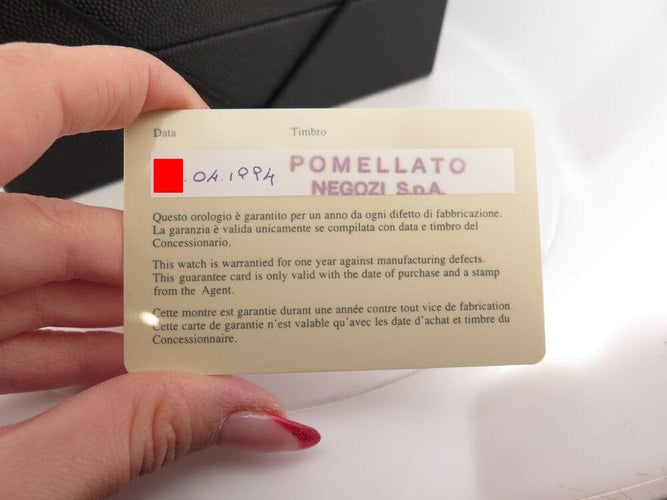 Data Timbro
.04.1994 POMELLATO
NEGOZI S.p.A.
Questo orologio è garantito per un anno da ogni difetto di fabbricazione.
La garanzia è valida unicamente se compilata con data e timbro del
Concessionario.
This watch is warrantied for one year against manufacturing defects.
This guarantee card is only valid with the date of purchase and a stamp
from the Agent.
Cette montre est garantie durant une année contre tout vice de fabrication
Cette carte de garantie n'est valable qu'avec les date d'achat et timbre du
Concessionnaire.